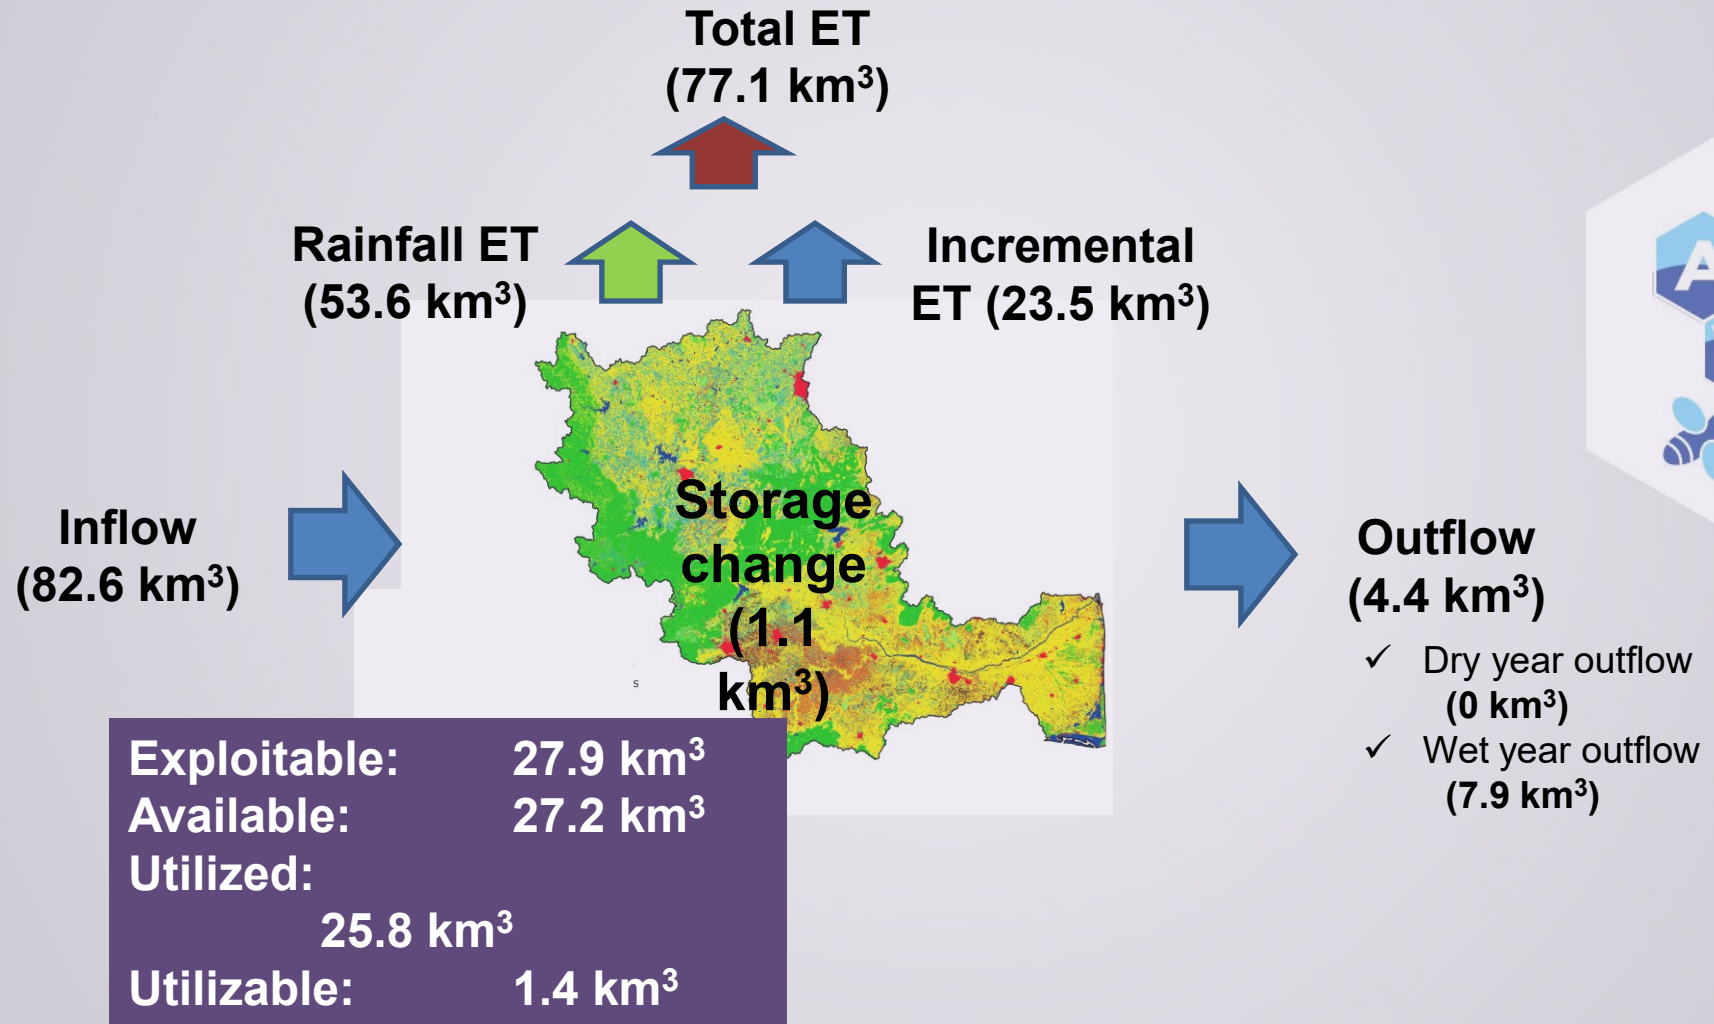 Total ET
(77.1 km³)
Rainfall ET
(53.6 km³)
Incremental
ET (23.5 km³)
Inflow
(82.6 km³)
Storage
change
(1.1
km³)
Outflow
(4.4 km³)
✓ Dry year outflow
(0 km³)
✓ Wet year outflow
(7.9 km³)
s
Exploitable: 27.9 km³
Available: 27.2 km³
Utilized:
25.8 km³
Utilizable: 1.4 km³
A